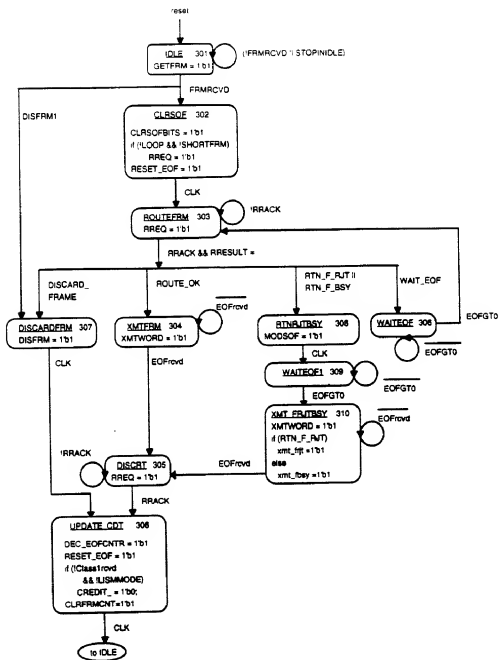 reset
IDLE 301
GETFRM = 1'b1
(!FRMRCVD || STOPINIDLE)
DISFRM1
FRMRCVD
CLRSOF 302
CLRSOFBITS = 1'b1
if (!LOOP && !SHORTFRM)
RREQ = 1'b1
RESET_EOF = 1'b1
CLK
ROUTEFRM 303
RREQ = 1'b1
!RRACK
RRACK && RRESULT =
DISCARD_
FRAME
ROUTE_OK
RTN_F_RJT ||
RTN_F_BSY
WAIT_EOF
EOFGT0
DISCARDFRM 307
DISFRM = 1'b1
XMTFRM 304
XMTWORD = 1'b1
EOFrcvd
RTNRJTBSY 308
MODSOF = 1'b1
WAITEOF 306
EOFGT0
CLK
EOFrcvd
CLK
WAITEOF1 309
EOFGT0
EOFGT0
XMT_FRJTBSY 310
XMTWORD = 1'b1
if (RTN_F_RJT)
xmt_frjt =1'b1
else
xmt_fbsy =1'b1
EOFrcvd
!RRACK
DISCRT 305
RREQ = 1'b1
EOFrcvd
RRACK
UPDATE_CDT 306
DEC_EOFCNTR = 1'b1
RESET_EOF = 1'b1
if (!Class1rcvd
&& !LISMMODE)
CREDIT_ = 1'b0;
CLRFRMCNT=1'b1
CLK
to IDLE